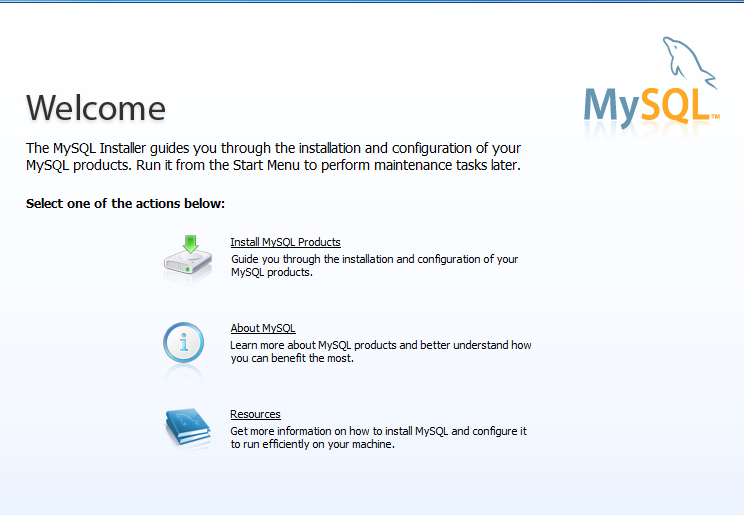 MySQL™
Welcome
The MySQL Installer guides you through the installation and configuration of your
MySQL products. Run it from the Start Menu to perform maintenance tasks later.
Select one of the actions below:
Install MySQL Products
Guide you through the installation and configuration of your
MySQL products.
i
About MySQL
Learn more about MySQL products and better understand how
you can benefit the most.
Resources
Get more information on how to install MySQL and configure it
to run efficiently on your machine.